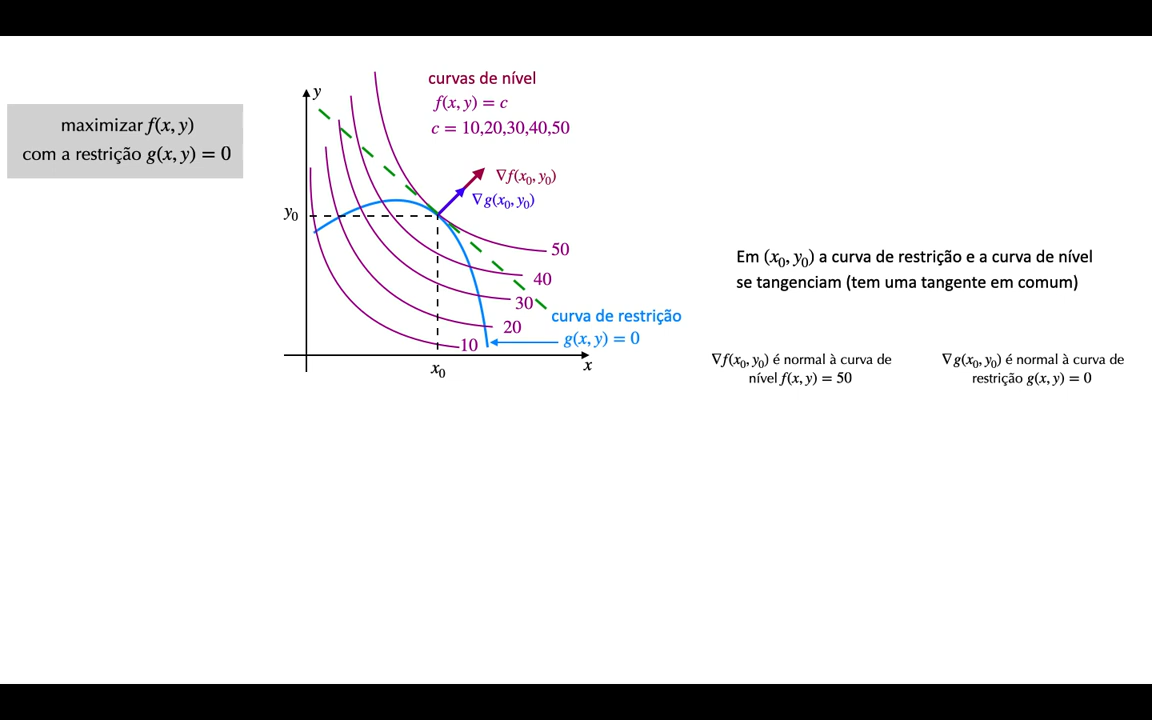 maximizar f(x, y)
com a restrição g(x, y) = 0
curvas de nível
f(x, y) = c
c = 10,20,30,40,50
y
∇f(x₀, y₀)
∇g(x₀, y₀)
y₀
50
40
30
20
10
curva de restrição
g(x, y) = 0
x₀
x
Em (x₀, y₀) a curva de restrição e a curva de nível
se tangenciam (tem uma tangente em comum)
∇f(x₀, y₀) é normal à curva de
nível f(x, y) = 50
∇g(x₀, y₀) é normal à curva de
restrição g(x, y) = 0